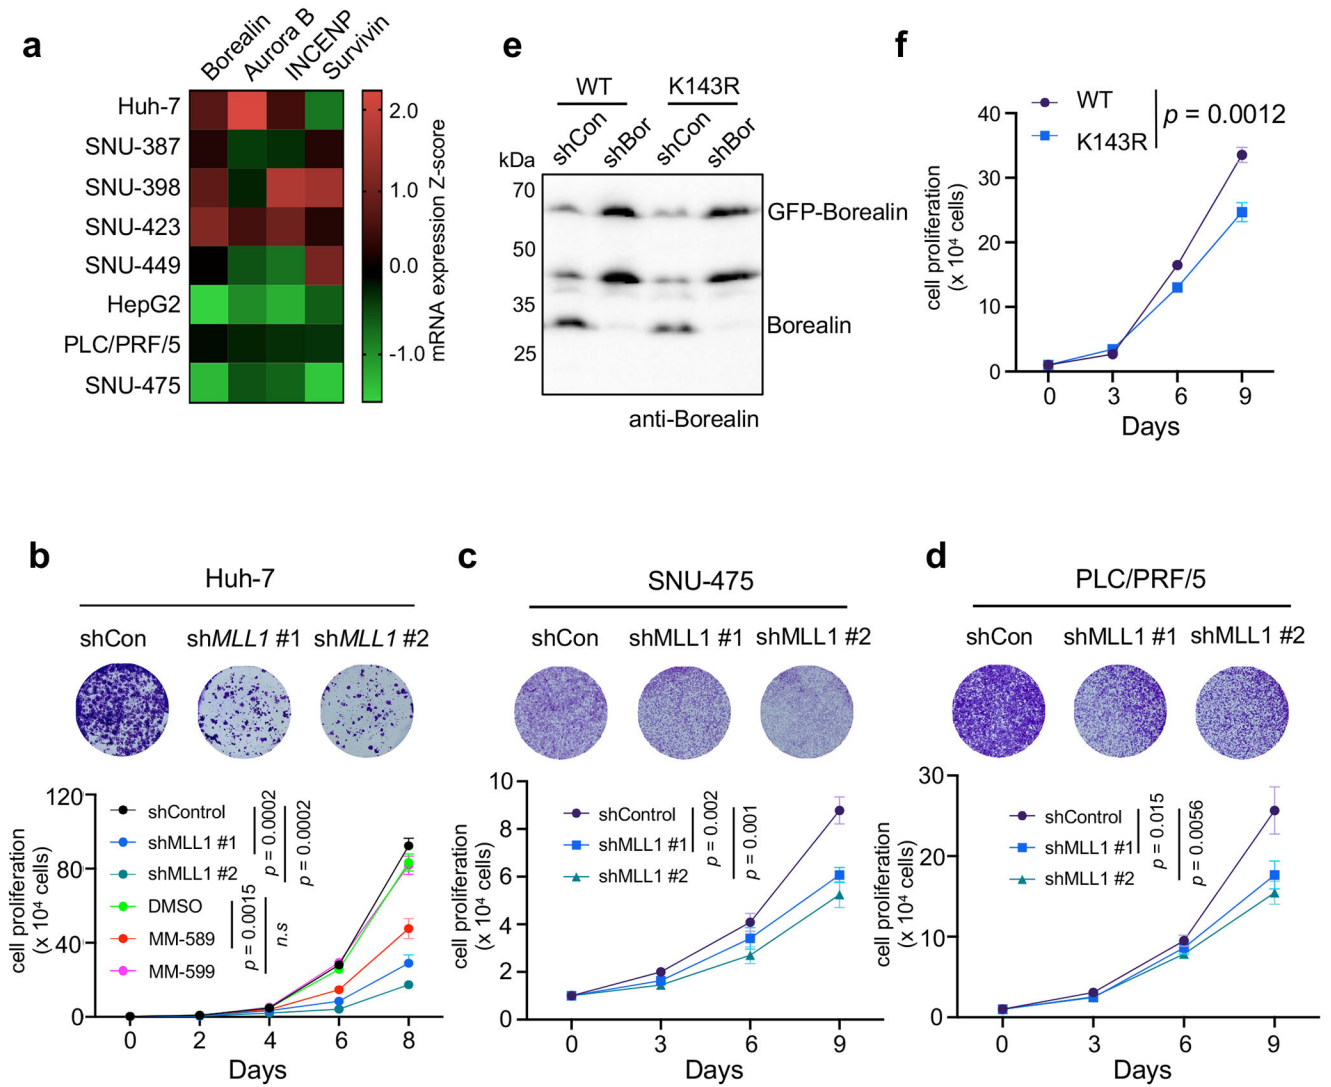 a
Borealin
Aurora B
INCENP
Survivin
Huh-7
SNU-387
SNU-398
SNU-423
SNU-449
HepG2
PLC/PRF/5
SNU-475
2.0
1.0
0.0
-1.0
mRNA expression Z-score
e
WT K143R
shCon shBor shCon shBor
kDa
70
50
35
25
GFP-Borealin
Borealin
anti-Borealin
f
WT
K143R
p = 0.0012
cell proliferation
(x 10⁴ cells)
40
30
20
10
0
0 3 6 9
Days
b
Huh-7
shCon shMLL1 #1 shMLL1 #2
cell proliferation
(x 10⁴ cells)
120
80
40
0
shControl
shMLL1 #1
shMLL1 #2
DMSO
MM-589
MM-599
p = 0.0002
p = 0.0002
p = 0.0015
n.s
0 2 4 6 8
Days
c
SNU-475
shCon shMLL1 #1 shMLL1 #2
cell proliferation
(x 10⁴ cells)
10
8
6
4
2
0
shControl
shMLL1 #1
shMLL1 #2
p = 0.002
p = 0.001
0 3 6 9
Days
d
PLC/PRF/5
shCon shMLL1 #1 shMLL1 #2
cell proliferation
(x 10⁴ cells)
30
20
10
0
shControl
shMLL1 #1
shMLL1 #2
p = 0.015
p = 0.0056
0 3 6 9
Days